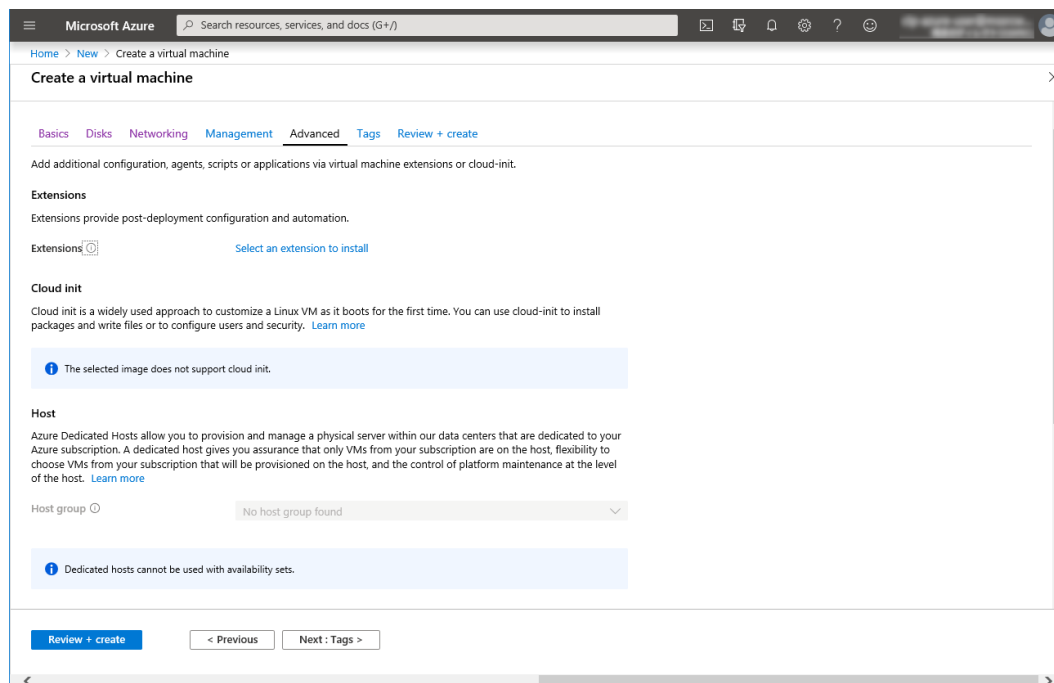 Microsoft Azure
Search resources, services, and docs (G+/)
Home > New > Create a virtual machine
Create a virtual machine
Basics Disks Networking Management Advanced Tags Review + create
Add additional configuration, agents, scripts or applications via virtual machine extensions or cloud-init.
Extensions
Extensions provide post-deployment configuration and automation.
Extensions Select an extension to install
Cloud init
Cloud init is a widely used approach to customize a Linux VM as it boots for the first time. You can use cloud-init to install
packages and write files or to configure users and security. Learn more
The selected image does not support cloud init.
Host
Azure Dedicated Hosts allow you to provision and manage a physical server within our data centers that are dedicated to your
Azure subscription. A dedicated host gives you assurance that only VMs from your subscription are on the host, flexibility to
choose VMs from your subscription that will be provisioned on the host, and the control of platform maintenance at the level
of the host. Learn more
Host group No host group found
Dedicated hosts cannot be used with availability sets.
Review + create < Previous Next : Tags >